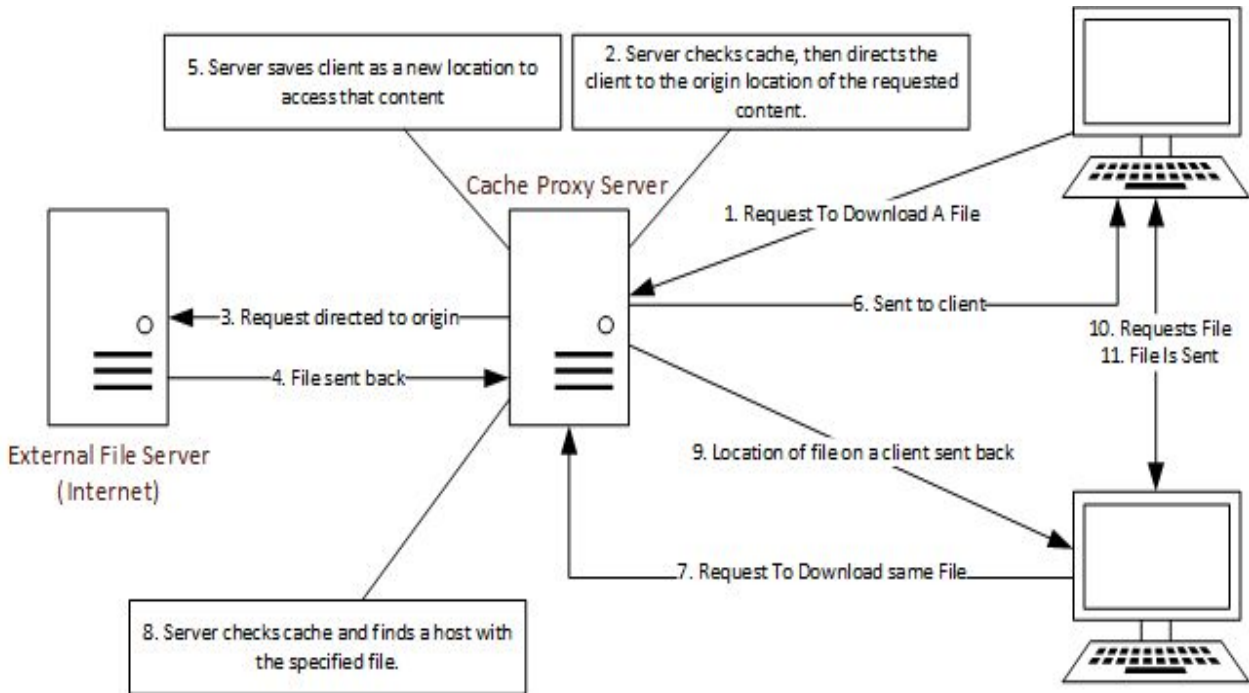 5. Server saves client as a new location to
access that content
2. Server checks cache, then directs the
client to the origin location of the requested
content.
Cache Proxy Server
1. Request To Download A File
3. Request directed to origin
6. Sent to client
10. Requests File
11. File Is Sent
4. File sent back
External File Server
(Internet)
9. Location of file on a client sent back
7. Request To Download same File
8. Server checks cache and finds a host with
the specified file.